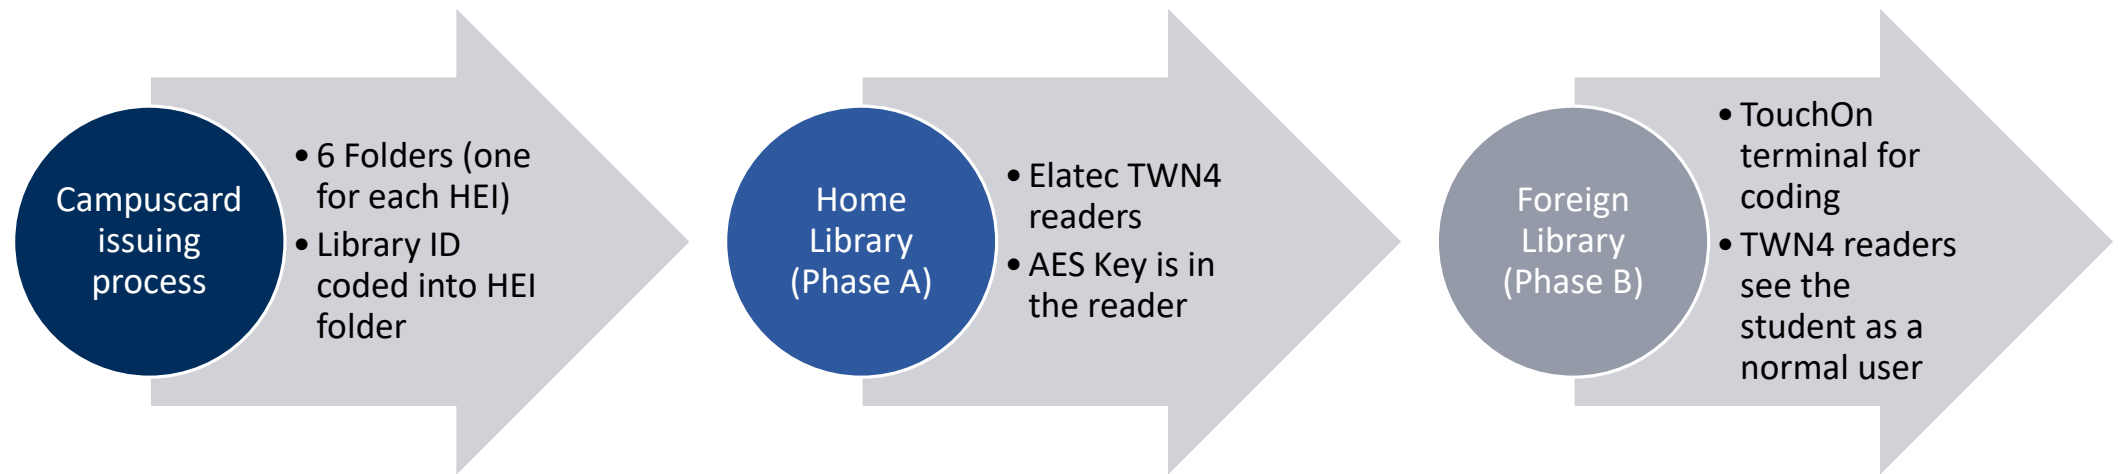 Campuscard
issuing
process
• 6 Folders (one
for each HEI)
• Library ID
coded into HEI
folder
Home
Library
(Phase A)
• Elatec TWN4
readers
• AES Key is in
the reader
Foreign
Library
(Phase B)
• TouchOn
terminal for
coding
• TWN4 readers
see the
student as a
normal user